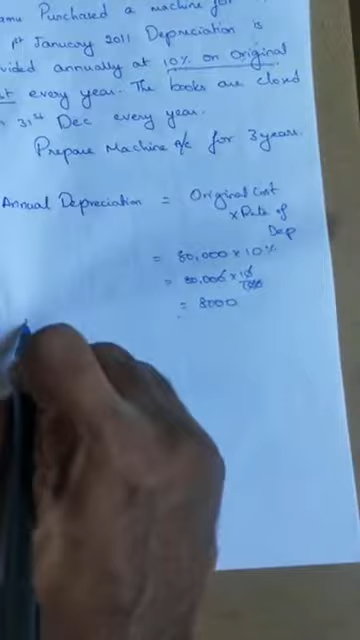 Purchased a machine for
1st January 2011 Depreciation is
annually at 10% on Original
every year. The books are closed
31st Dec every year.
Prepare Machine A/c for 3 years.
Annual Depreciation = Original Cost
× Rate of
Dep
= 80,000 × 10%
= 80,000 × 10/100
= 8000